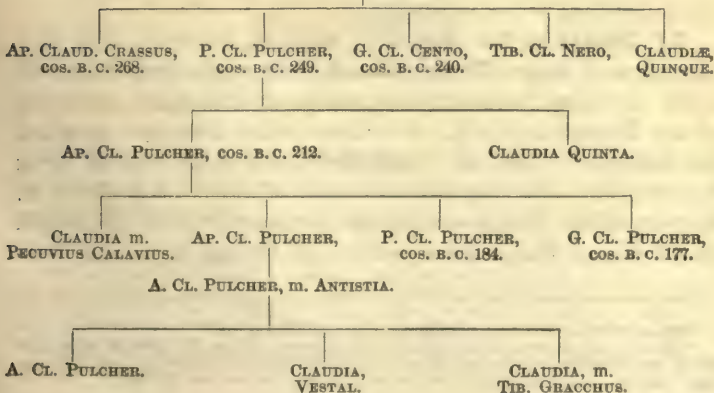 AP. CLAUD. CRASSUS, P. CL. PULCHER, G. CL. CENTO, TIB. CL. NERO, CLAUDIÆ,
COS. B. C. 268. COS. B. C. 249. COS. B. C. 240. QUINQUE.
AP. CL. PULCHER, COS. B. C. 212. CLAUDIA QUINTA.
CLAUDIA m. AP. CL. PULCHER, P. CL. PULCHER, G. CL. PULCHER,
PECUVIUS CALAVIUS. COS. B. C. 184. COS. B. C. 177.
A. CL. PULCHER, m. ANTISTIA.
A. CL. PULCHER. CLAUDIA, CLAUDIA, m.
VESTAL. TIB. GRACCHUS.